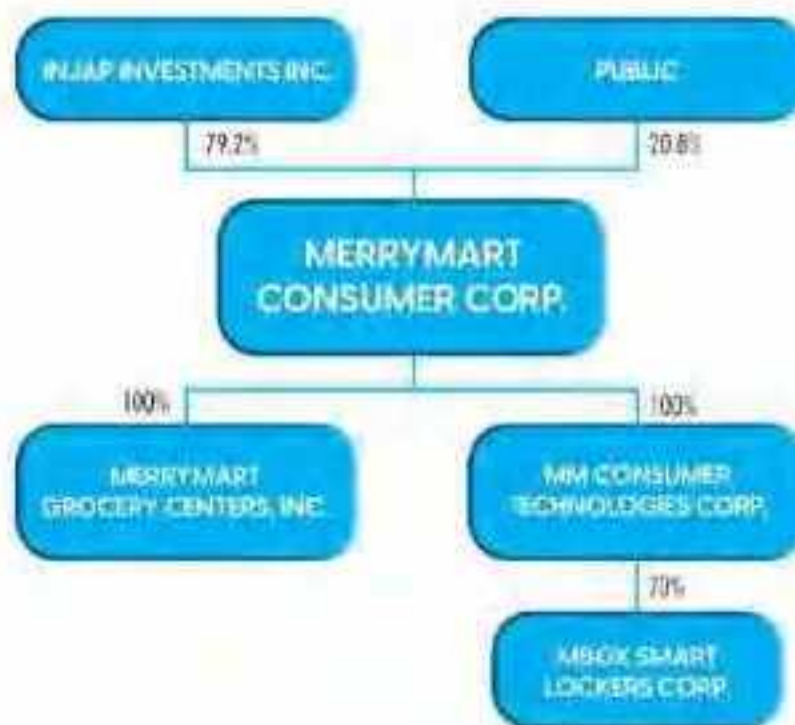 INJAP INVESTMENTS INC.
PUBLIC
79.2%
20.8%
MERRYMART
CONSUMER CORP.
100%
100%
MERRYMART
GROCERY CENTERS, INC.
MM CONSUMER
TECHNOLOGIES CORP.
MBOX SMART
LOCKERS CORP.